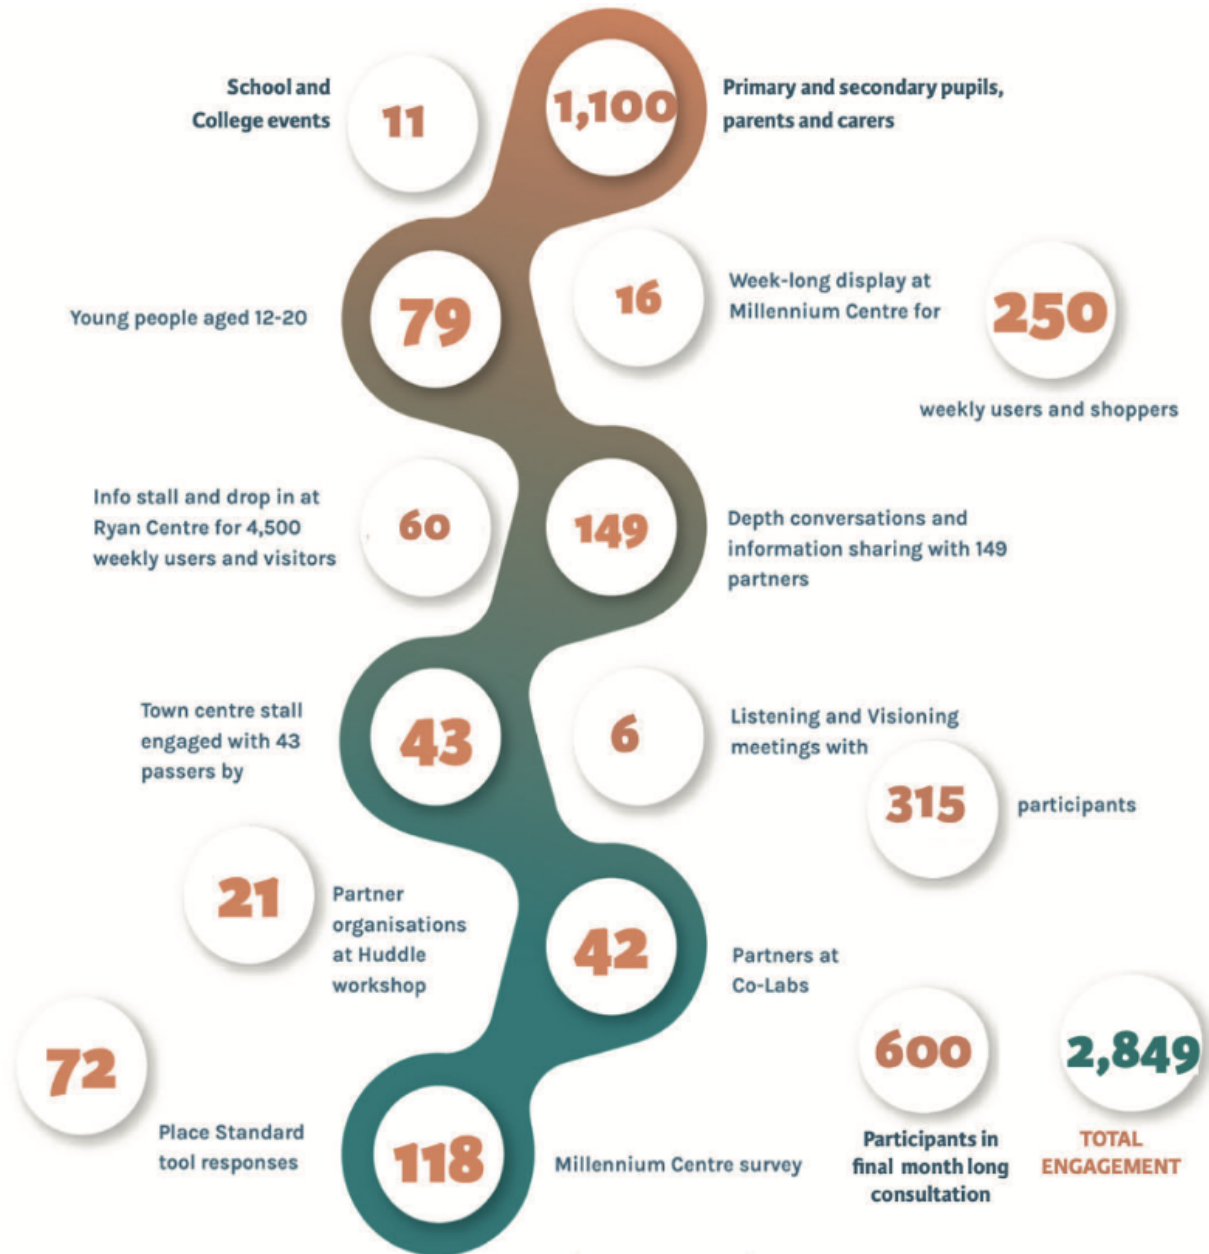 School and
College events
11
1,100
Primary and secondary pupils,
parents and carers
Young people aged 12-20
79
16
Week-long display at
Millennium Centre for
250
weekly users and shoppers
Info stall and drop in at
Ryan Centre for 4,500
weekly users and visitors
60
149
Depth conversations and
information sharing with 149
partners
Town centre stall
engaged with 43
passers by
43
6
Listening and Visioning
meetings with
315
participants
21
Partner
organisations
at Huddle
workshop
42
Partners at
Co-Labs
72
Place Standard
tool responses
118
Millennium Centre survey
600
Participants in
final month long
consultation
2,849
TOTAL
ENGAGEMENT